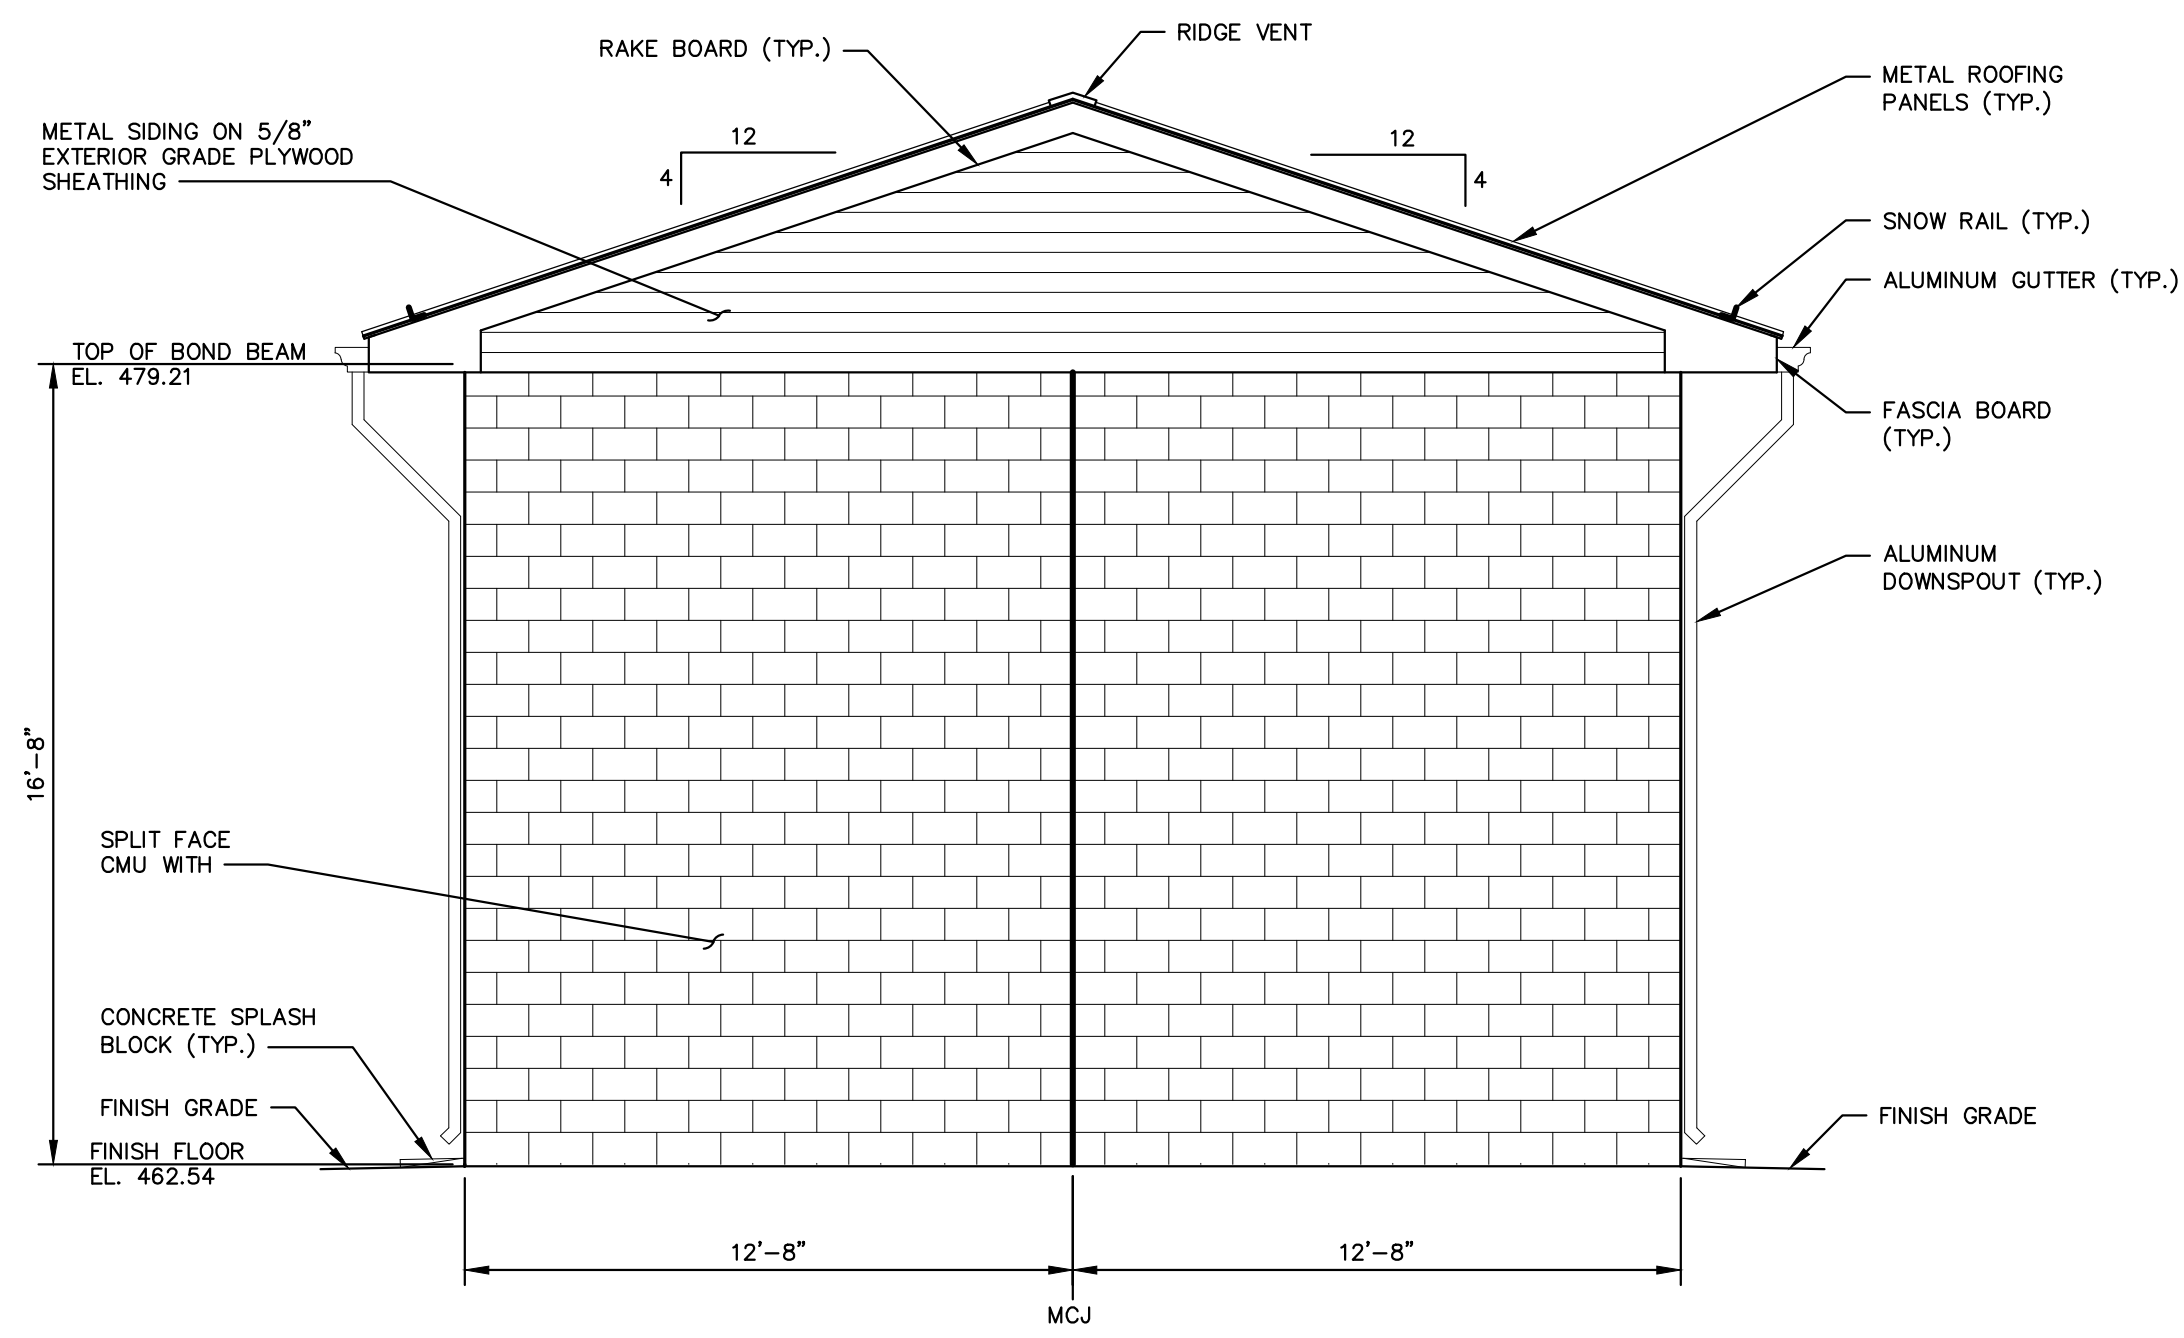 RIDGE VENT
RAKE BOARD (TYP.)
METAL ROOFING
PANELS (TYP.)
METAL SIDING ON 5/8"
EXTERIOR GRADE PLYWOOD
SHEATHING
12
4
12
4
SNOW RAIL (TYP.)
ALUMINUM GUTTER (TYP.)
TOP OF BOND BEAM
EL. 479.21
FASCIA BOARD
(TYP.)
ALUMINUM
DOWNSPOUT (TYP.)
16'-8"
SPLIT FACE
CMU WITH
CONCRETE SPLASH
BLOCK (TYP.)
FINISH GRADE
FINISH GRADE
FINISH FLOOR
EL. 462.54
12'-8"
12'-8"
MCJ